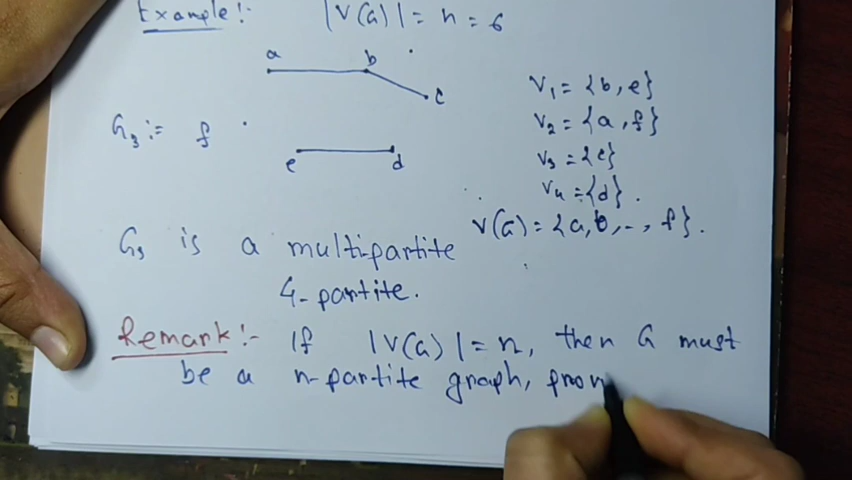 Example:-
|V(G)| = n = 6
a b
c
G₃ := f
e d
V₁ = {b, e}
V₂ = {a, f}
V₃ = {c}
V₄ = {d}.
V(G) = {a, b, -, f}.
G₃ is a multipartite
4-partite.
Remark:- If |V(G)| = n, then G must
be a n-partite graph, prov